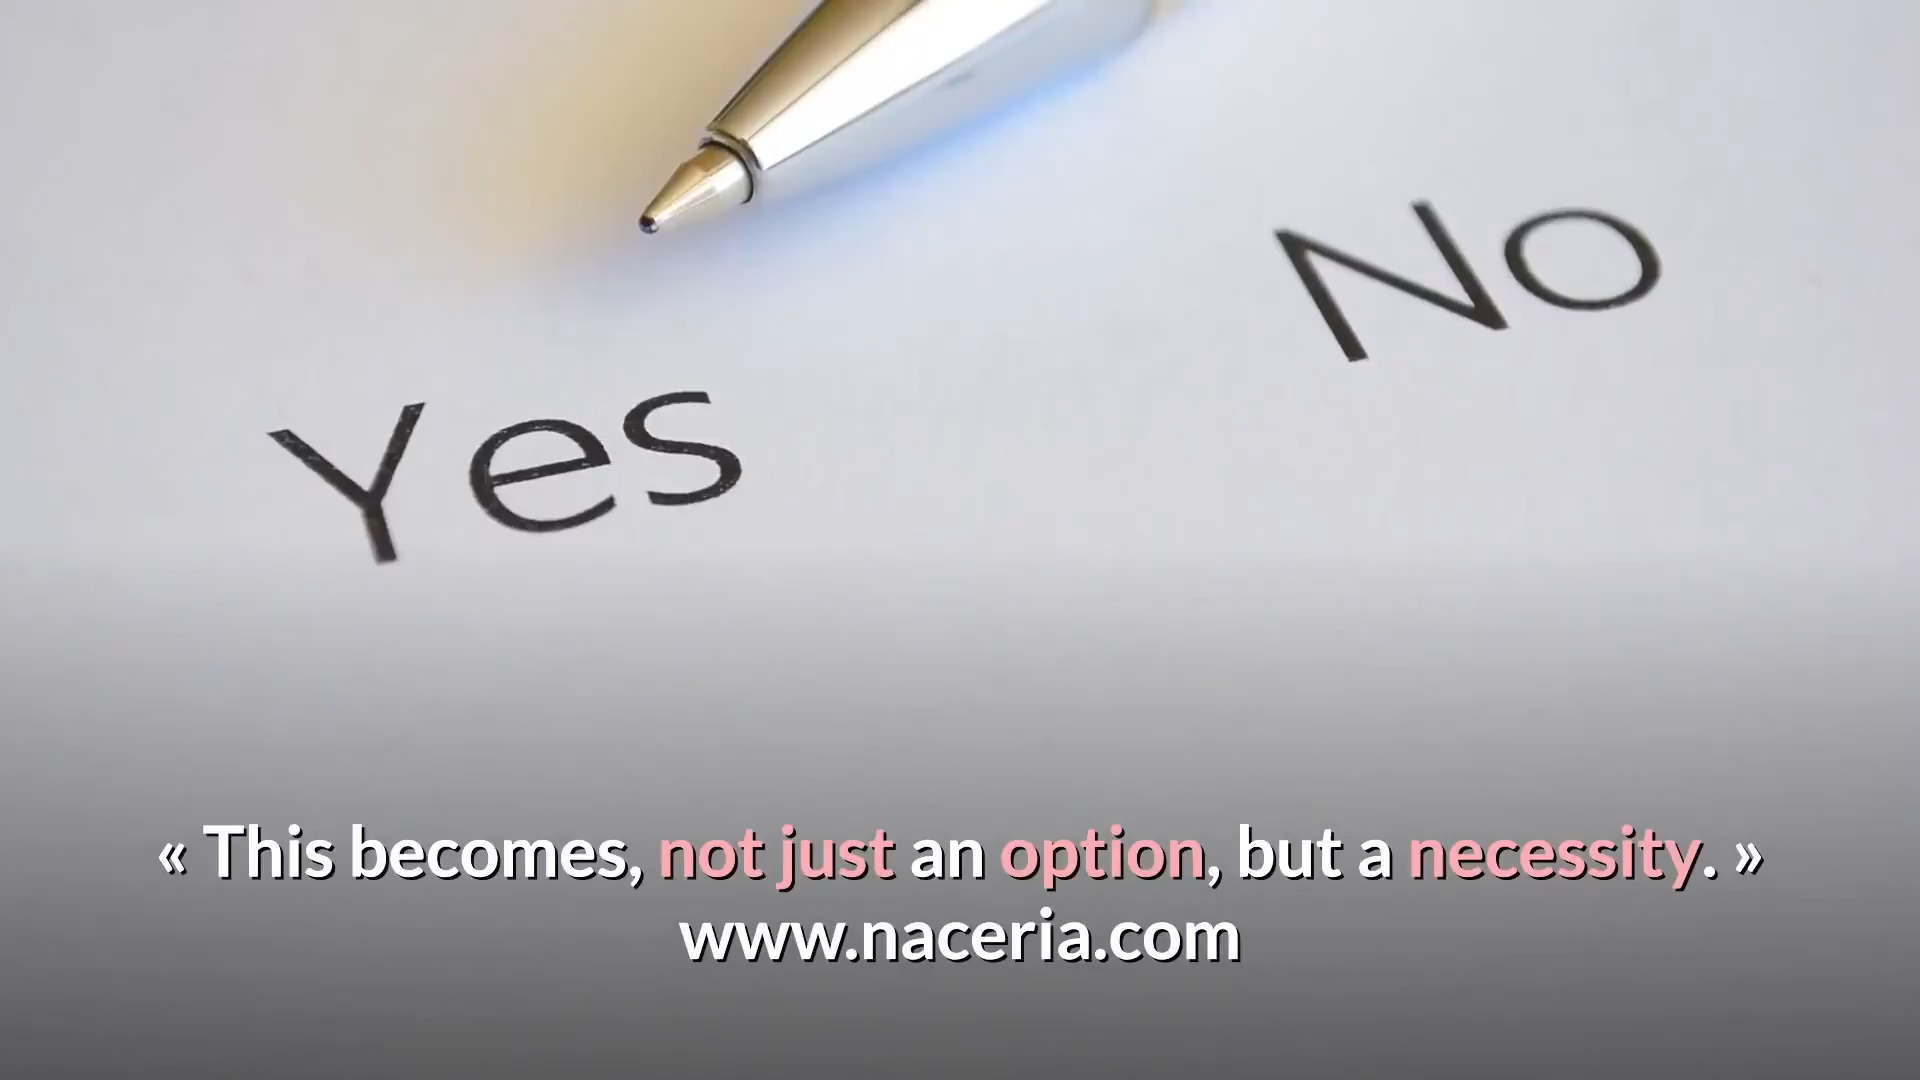 No
Yes
« This becomes, not just an option, but a necessity. »
www.naceria.com